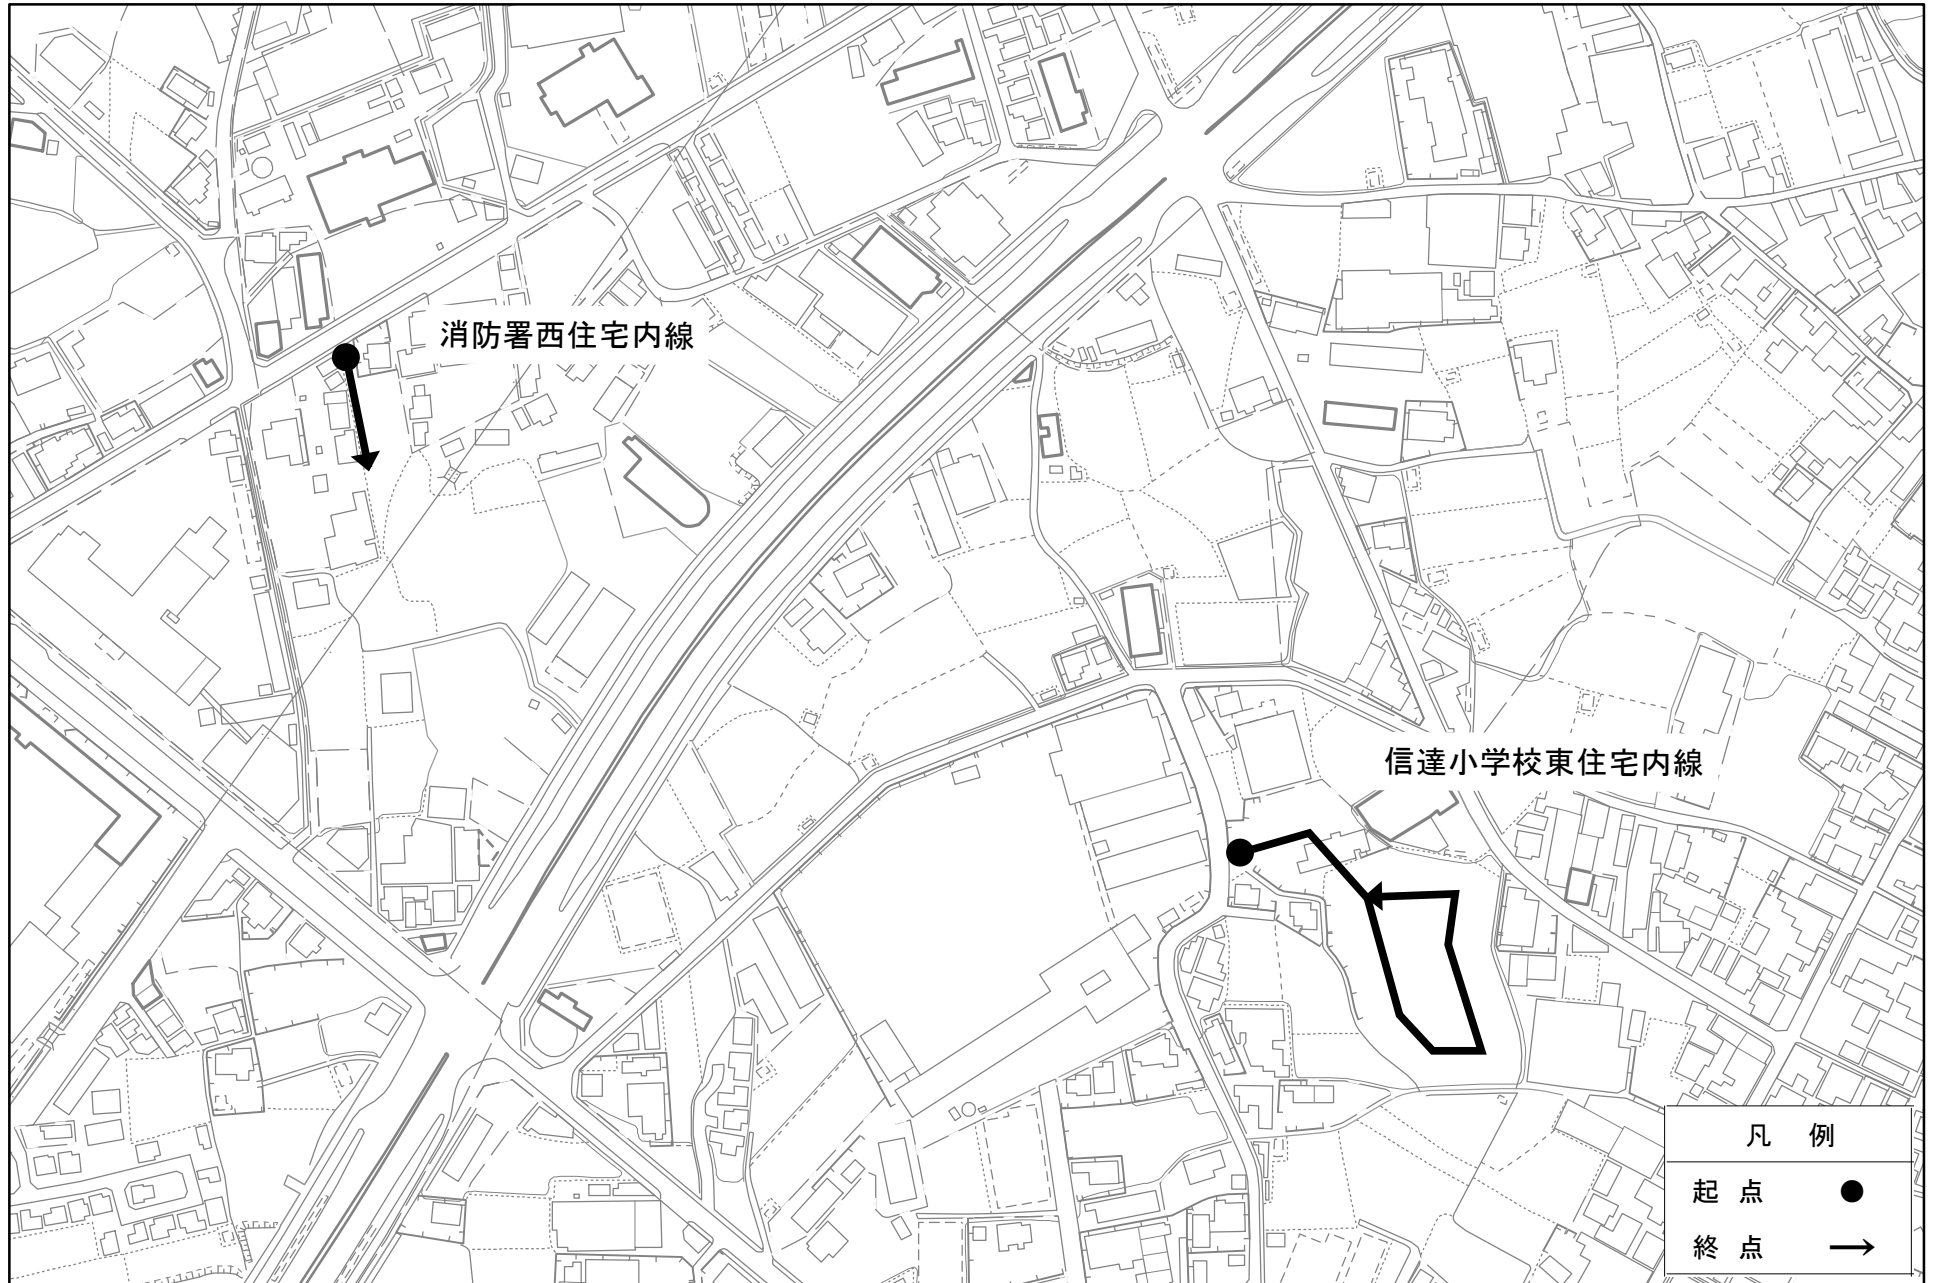 消防署西住宅内線
信達小学校東住宅内線
凡 例
起 点
終 点